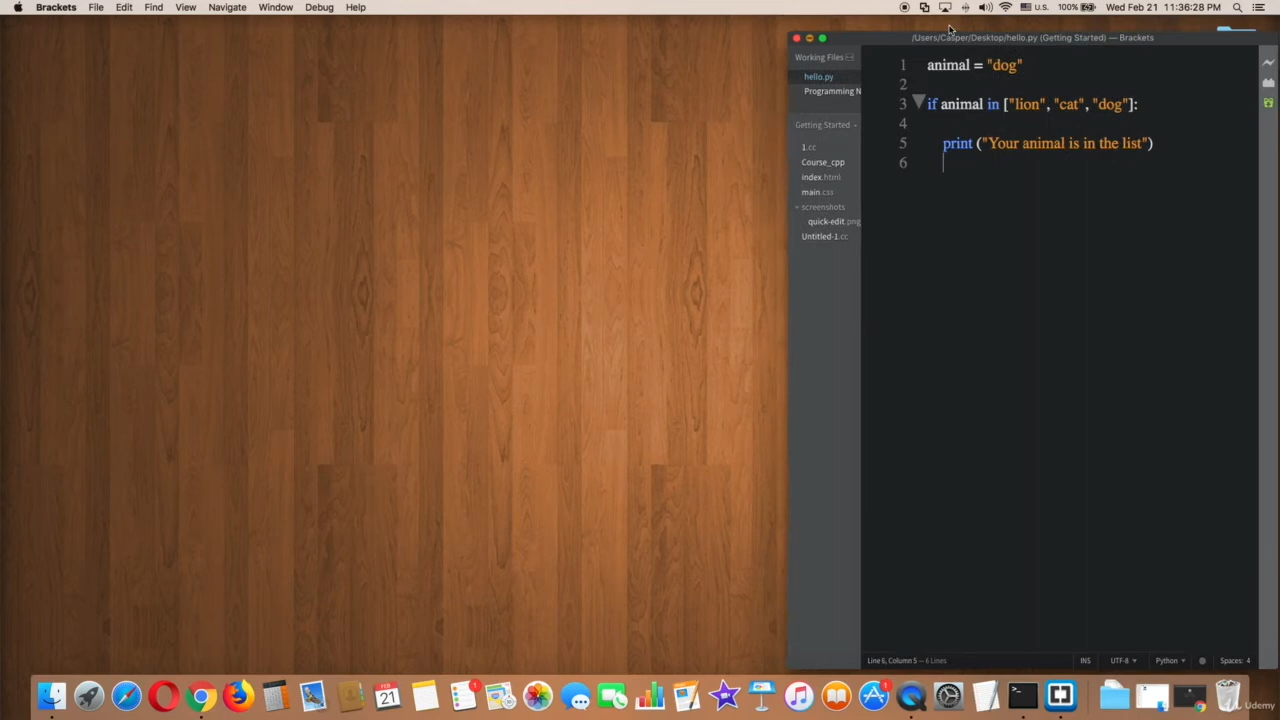 Brackets File Edit Find View Navigate Window Debug Help U.S. 100% Wed Feb 21 11:36:28 PM
/Users/Casper/Desktop/hello.py (Getting Started) — Brackets
Working Files
hello.py
Programming N
Getting Started
1.cc
Course_cpp
index.html
main.css
screenshots
quick-edit.png
Untitled-1.cc
1 animal = "dog"
2
3 if animal in ["lion", "cat", "dog"]:
4
5 print ("Your animal is in the list")
6
Line 6, Column 5 — 6 Lines INS UTF-8 Python Spaces: 4
Udemy